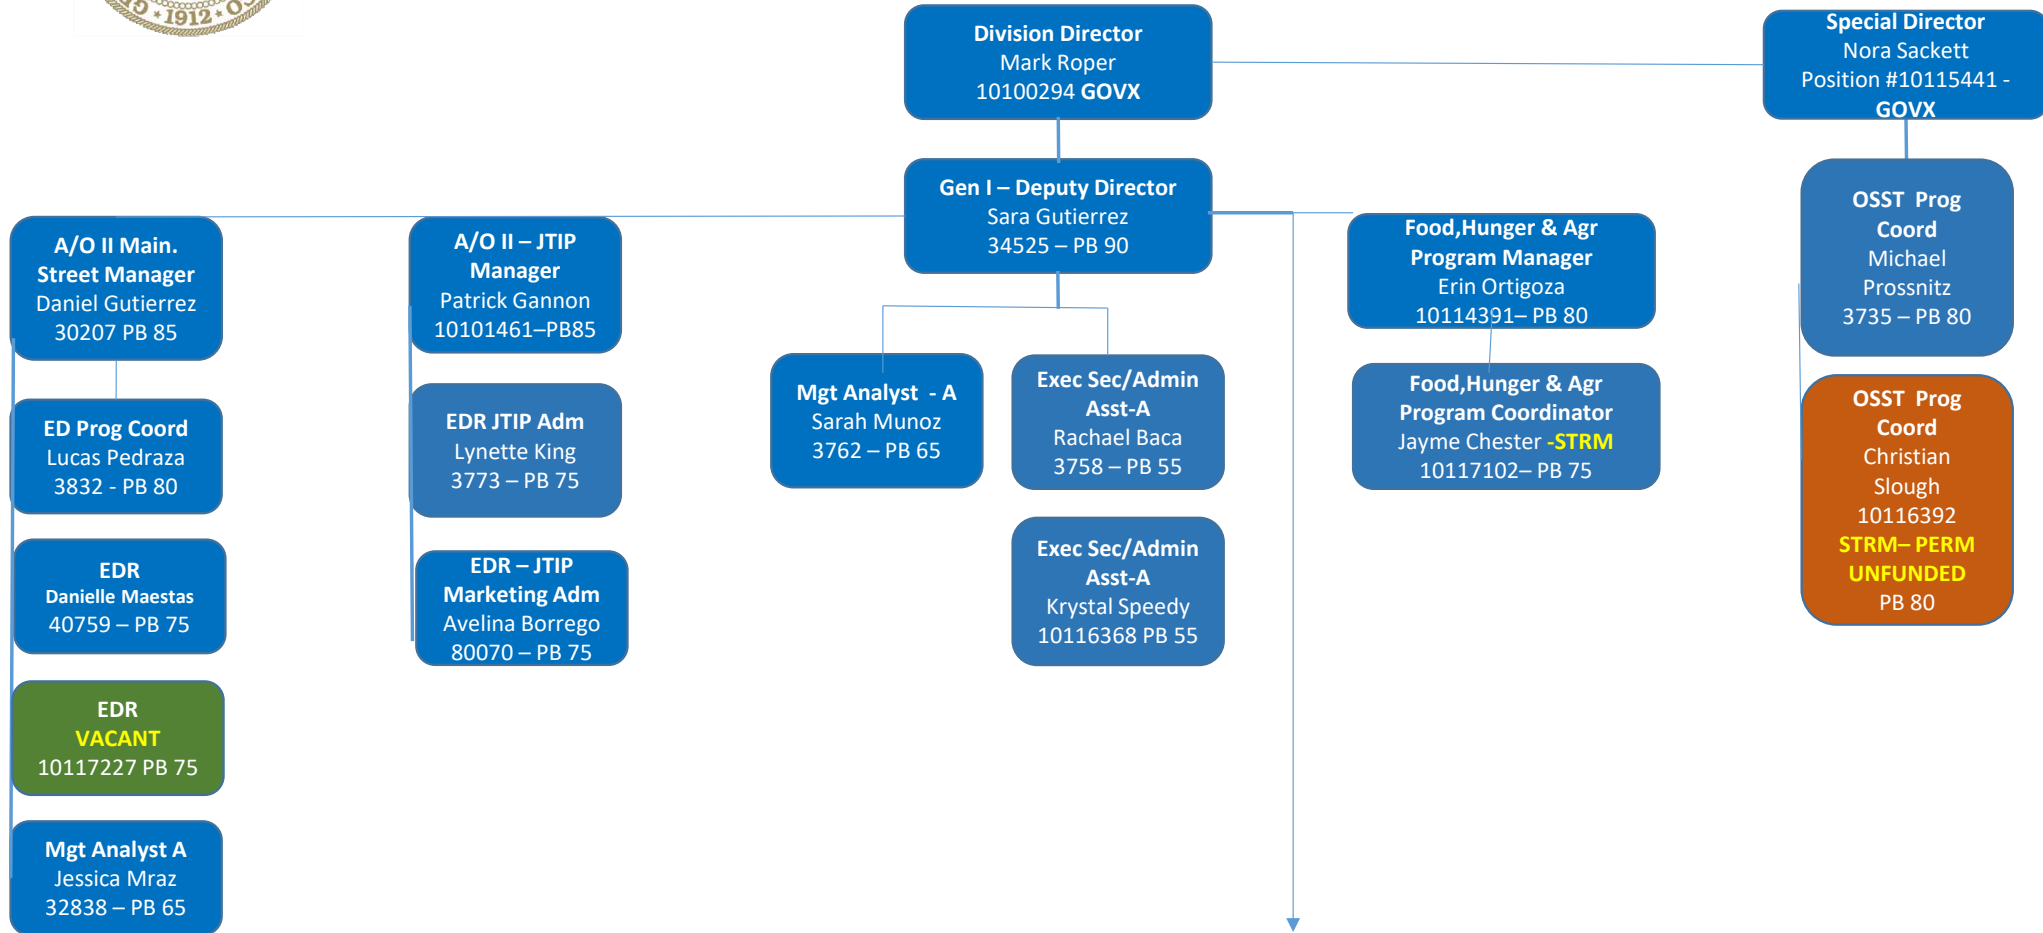 G · 1912 · O
Division Director
Mark Roper
10100294 GOVX
Special Director
Nora Sackett
Position #10115441 -
GOVX
Gen I – Deputy Director
Sara Gutierrez
34525 – PB 90
A/O II Main.
Street Manager
Daniel Gutierrez
30207 PB 85
ED Prog Coord
Lucas Pedraza
3832 - PB 80
EDR
Danielle Maestas
40759 – PB 75
EDR
VACANT
10117227 PB 75
Mgt Analyst A
Jessica Mraz
32838 – PB 65
A/O II – JTIP
Manager
Patrick Gannon
10101461–PB85
EDR JTIP Adm
Lynette King
3773 – PB 75
EDR – JTIP
Marketing Adm
Avelina Borrego
80070 – PB 75
Mgt Analyst  - A
Sarah Munoz
3762 – PB 65
Exec Sec/Admin
Asst-A
Rachael Baca
3758 – PB 55
Exec Sec/Admin
Asst-A
Krystal Speedy
10116368 PB 55
Food,Hunger & Agr
Program Manager
Erin Ortigoza
10114391– PB 80
Food,Hunger & Agr
Program Coordinator
Jayme Chester -STRM
10117102– PB 75
OSST  Prog
Coord
Michael
Prossnitz
3735 – PB 80
OSST  Prog
Coord
Christian
Slough
10116392
STRM– PERM
UNFUNDED
PB 80